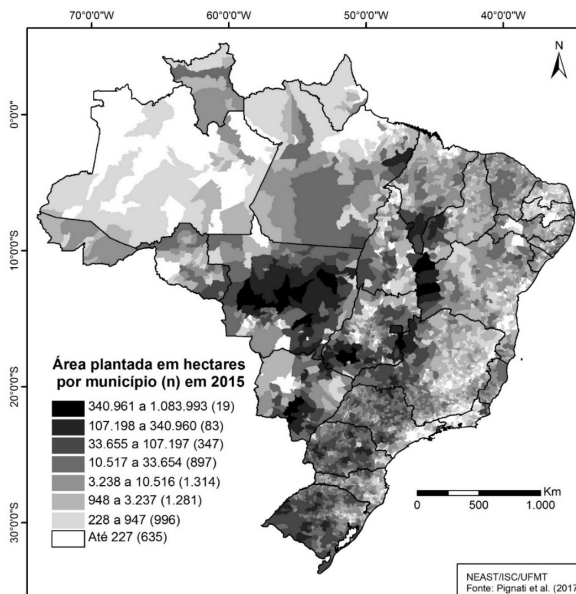 70°0'0"O
60°0'0"O
50°0'0"O
40°0'0"O
N
0°0'0"
10°0'0"S
20°0'0"S
30°0'0"S
Área plantada em hectares
por município (n) em 2015
340.961 a 1.083.993 (19)
107.198 a 340.960 (83)
33.655 a 107.197 (347)
10.517 a 33.654 (897)
3.238 a 10.516 (1.314)
948 a 3.237 (1.281)
228 a 947 (996)
Até 227 (635)
Km
0 500 1.000
NEAST/ISC/UFMT
Fonte: Pignati et al. (2017